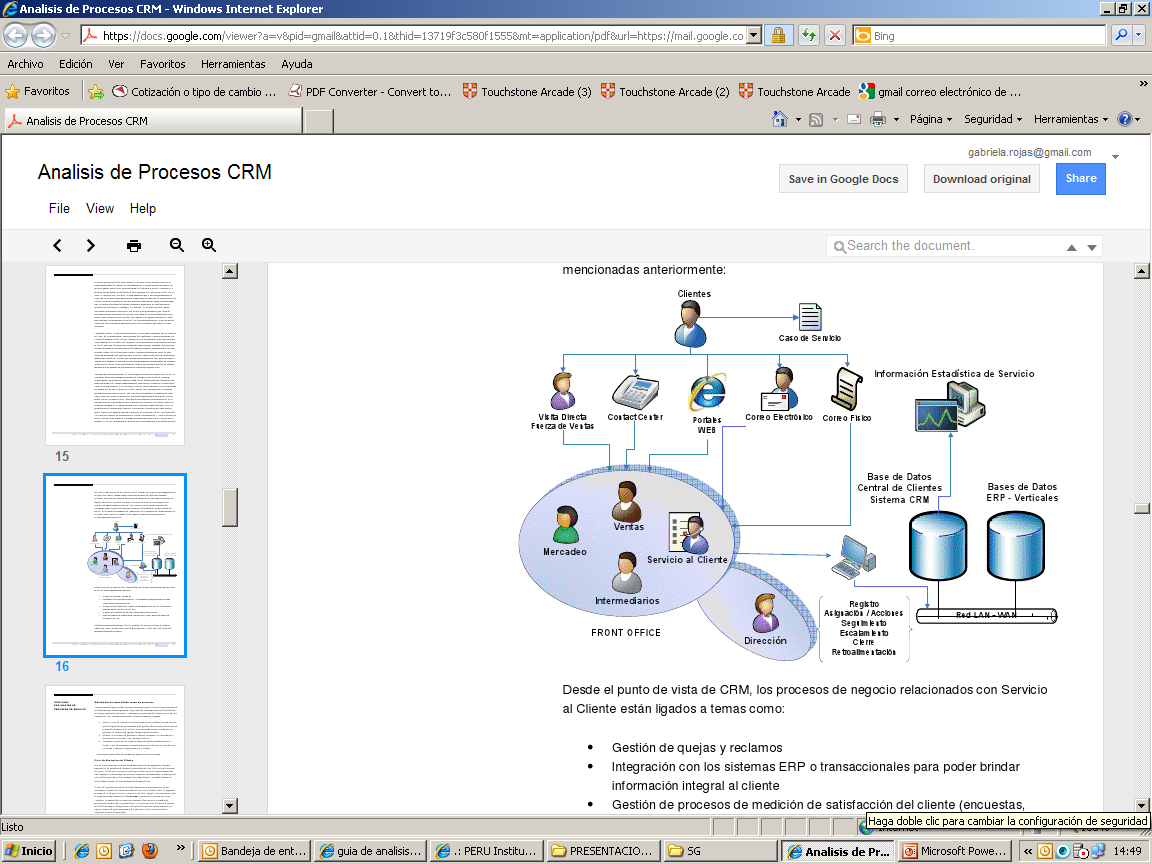 Analisis de Procesos CRM - Windows Internet Explorer
https://docs.google.com/viewer?a=v&pid=gmail&attid=0.1&thid=13719f3c580f1555&mt=application/pdf&url=https://mail.google.co
Bing
Archivo Edición Ver Favoritos Herramientas Ayuda
Favoritos
Cotización o tipo de cambio ...
PDF Converter - Convert to...
Touchstone Arcade (3)
Touchstone Arcade (2)
Touchstone Arcade
gmail correo electrónico de ...
»
Analisis de Procesos CRM
Página Seguridad Herramientas
gabriela.rojas@gmail.com
Analisis de Procesos CRM
Save in Google Docs
Download original
Share
File View Help
Search the document.
15
16
mencionadas anteriormente:
Clientes
Caso de Servicio
Información Estadística de Servicio
Visita Directa
Fuerza de Ventas
Contact Center
Portales
WEB
Correo Electrónico
Correo Físico
Base de Datos
Central de Clientes
Sistema CRM
Bases de Datos
ERP - Verticales
Ventas
Mercadeo
Servicio al Cliente
Intermediarios
FRONT OFFICE
Dirección
Registro
Asignación / Acciones
Seguimiento
Escalamiento
Cierre
Retroalimentación
Red LAN - WAN
Desde el punto de vista de CRM, los procesos de negocio relacionados con Servicio
al Cliente están ligados a temas como:
• Gestión de quejas y reclamos
• Integración con los sistemas ERP o transaccionales para poder brindar
información integral al cliente
• Gestión de procesos de medición de satisfacción del cliente (encuestas,
Haga doble clic para cambiar la configuración de seguridad
Listo
Inicio
»
Bandeja de ent...
guia de analisis...
.: PERU Institu...
PRESENTACIO...
SG
Analisis de Pr...
Microsoft Powe...
«
14:49